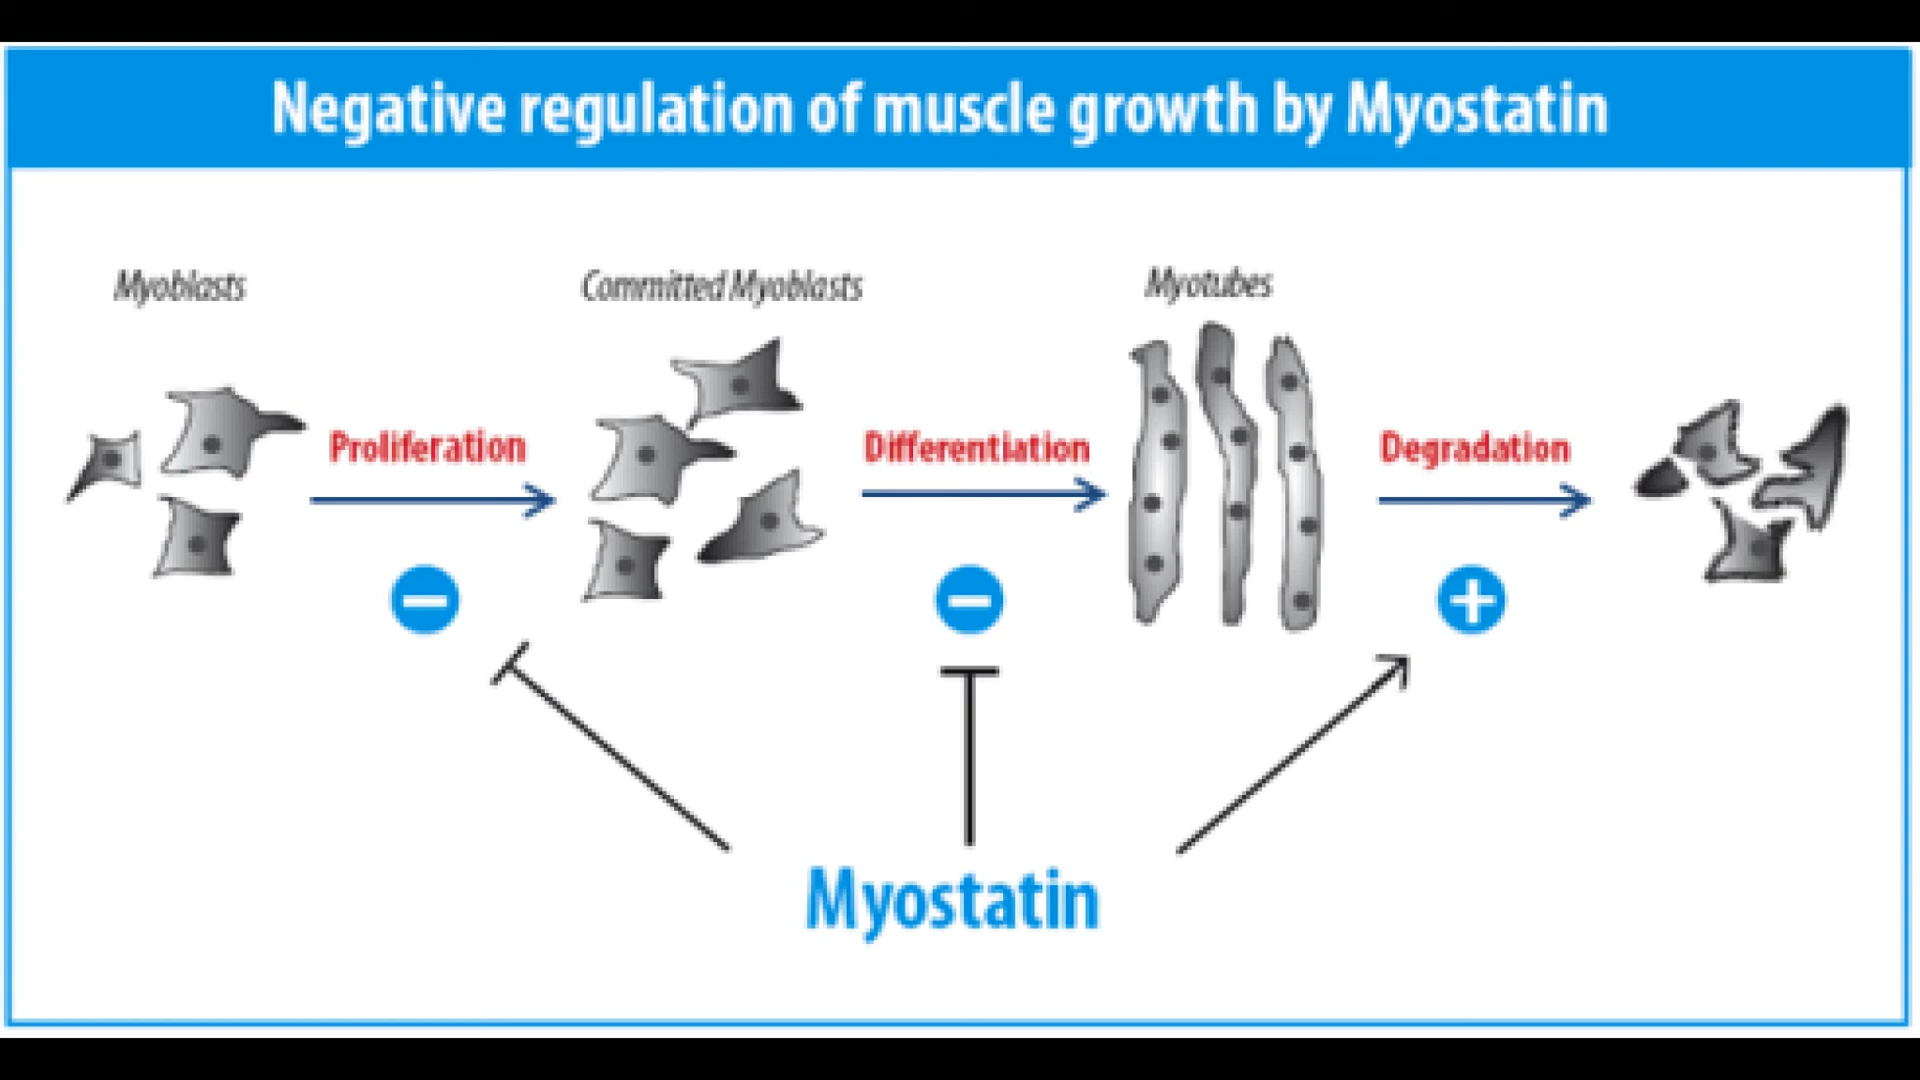 Negative regulation of muscle growth by Myostatin
Myoblasts
Committed Myoblasts
Myotubes
Proliferation
Differentiation
Degradation
Myostatin